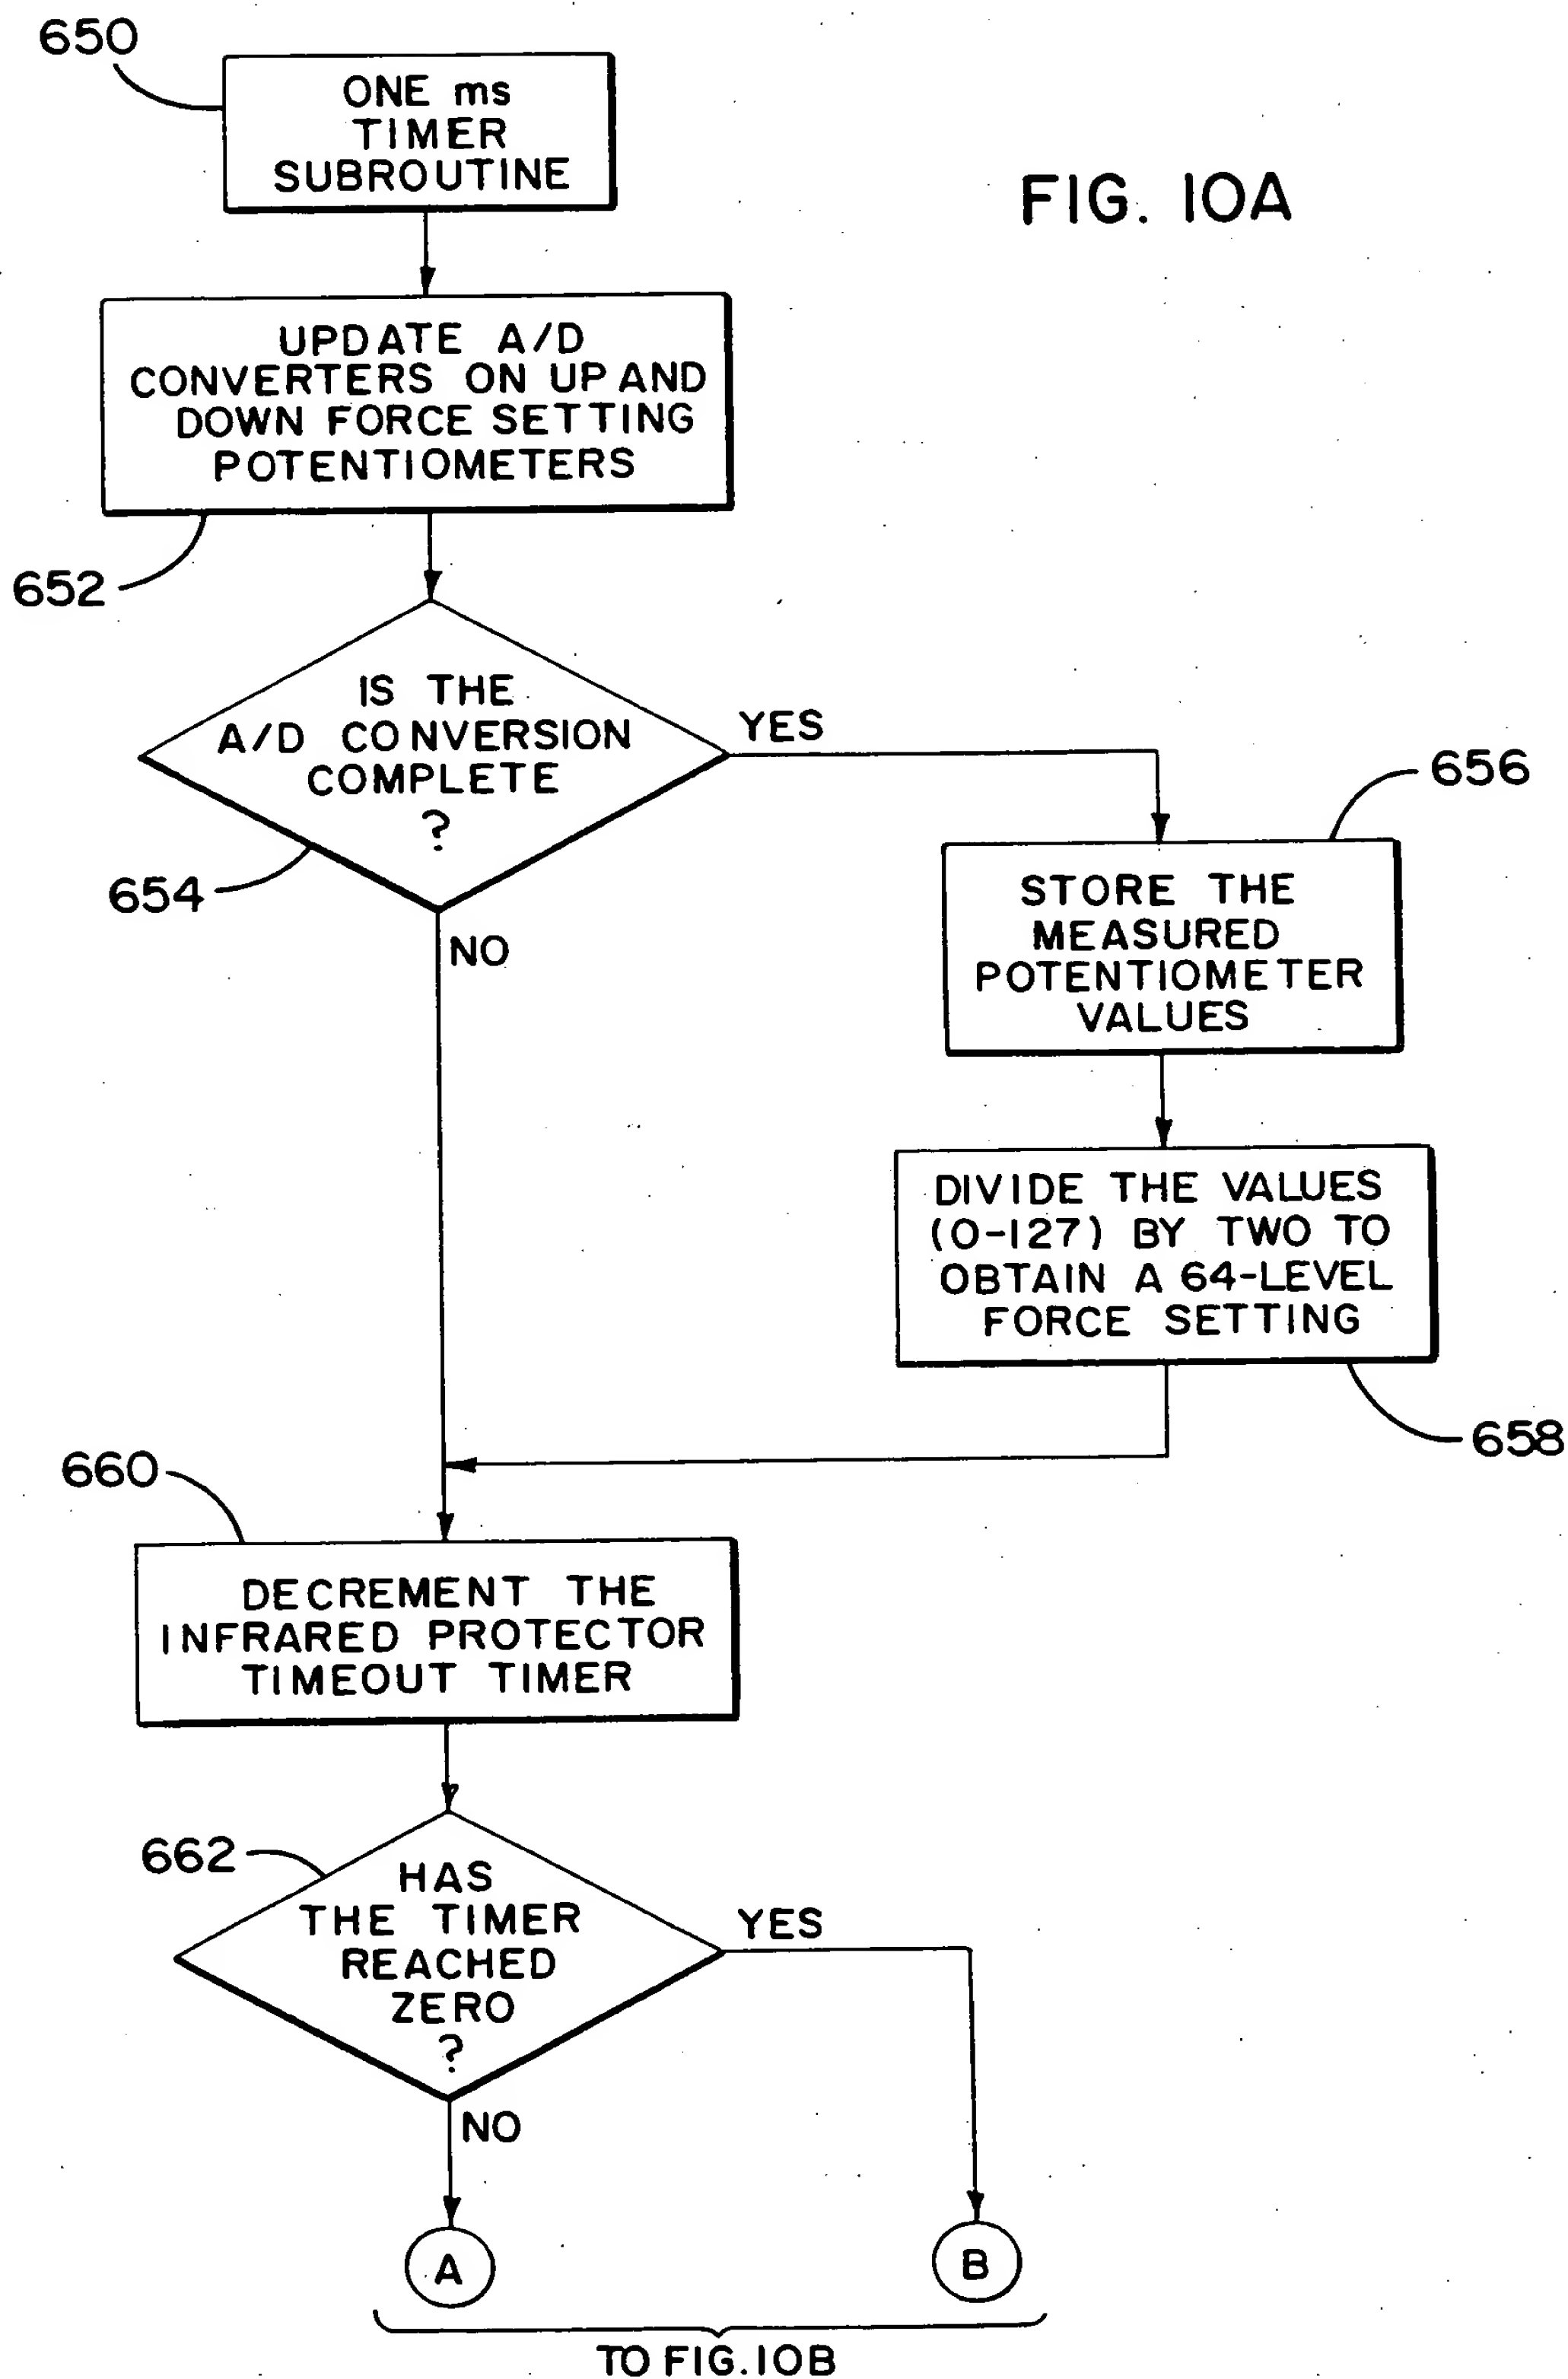 650
ONE ms
TIMER
SUBROUTINE
FIG. 10A
UPDATE A/D
CONVERTERS ON UP AND
DOWN FORCE SETTING
POTENTIOMETERS
652
IS THE
A/D CONVERSION
COMPLETE
?
YES
654
NO
656
STORE THE
MEASURED
POTENTIOMETER
VALUES
DIVIDE THE VALUES
(0-127) BY TWO TO
OBTAIN A 64-LEVEL
FORCE SETTING
658
660
DECREMENT THE
INFRARED PROTECTOR
TIMEOUT TIMER
662
HAS
THE TIMER
REACHED
ZERO
?
YES
NO
A
B
TO FIG. 10B